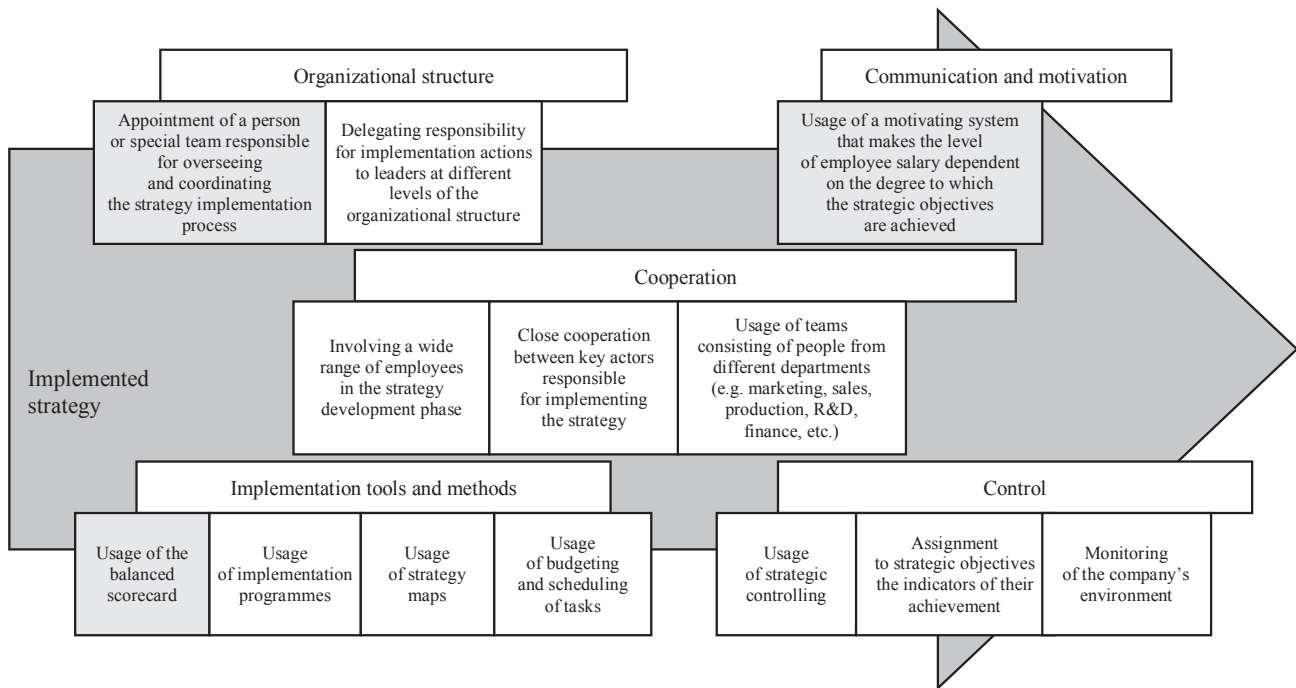 Organizational structure
Communication and motivation
Appointment of a person
or special team responsible
for overseeing
and coordinating
the strategy implementation
process
Delegating responsibility
for implementation actions
to leaders at different
levels of the
organizational structure
Usage of a motivating system
that makes the level
of employee salary dependent
on the degree to which
the strategic objectives
are achieved
Cooperation
Involving a wide
range of employees
in the strategy
development phase
Close cooperation
between key actors
responsible
for implementing
the strategy
Usage of teams
consisting of people from
different departments
(e.g. marketing, sales,
production, R&D,
finance, etc.)
Implemented
strategy
Implementation tools and methods
Control
Usage of the
balanced
scorecard
Usage
of implementation
programmes
Usage
of strategy
maps
Usage
of budgeting
and scheduling
of tasks
Usage
of strategic
controlling
Assignment
to strategic objectives
the indicators of their
achievement
Monitoring
of the company’s
environment